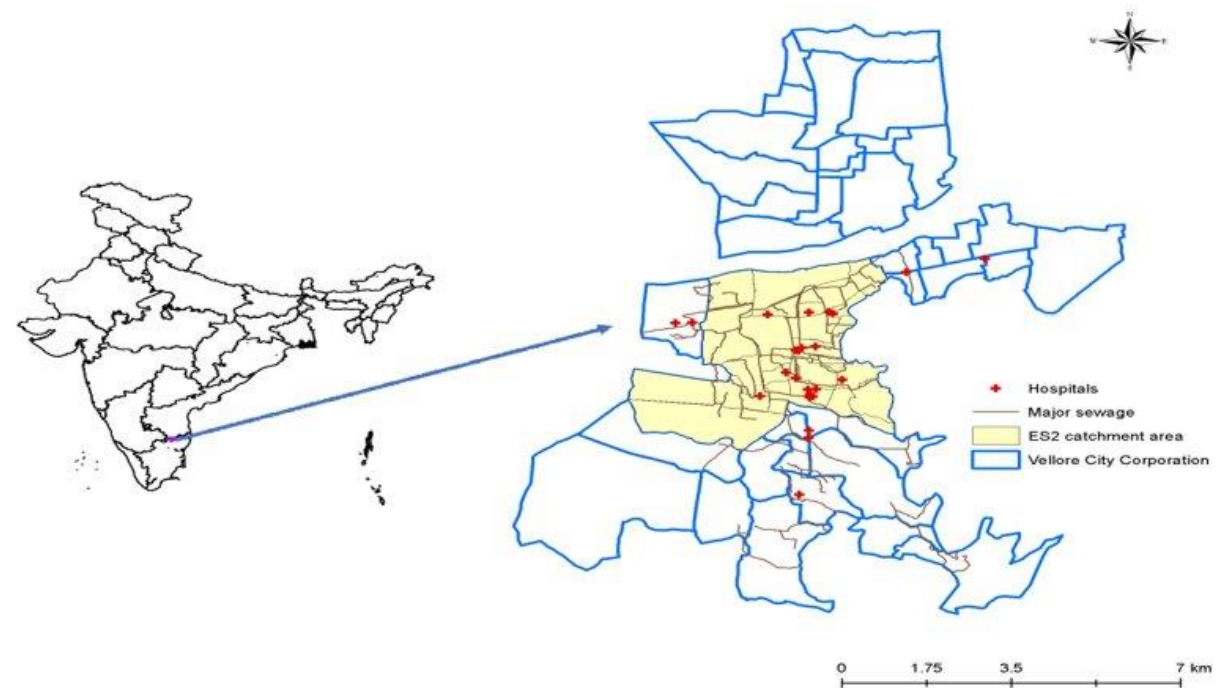 N
W E
S
Hospitals
Major sewage
ES2 catchment area
Vellore City Corporation
0 1.75 3.5 7 km